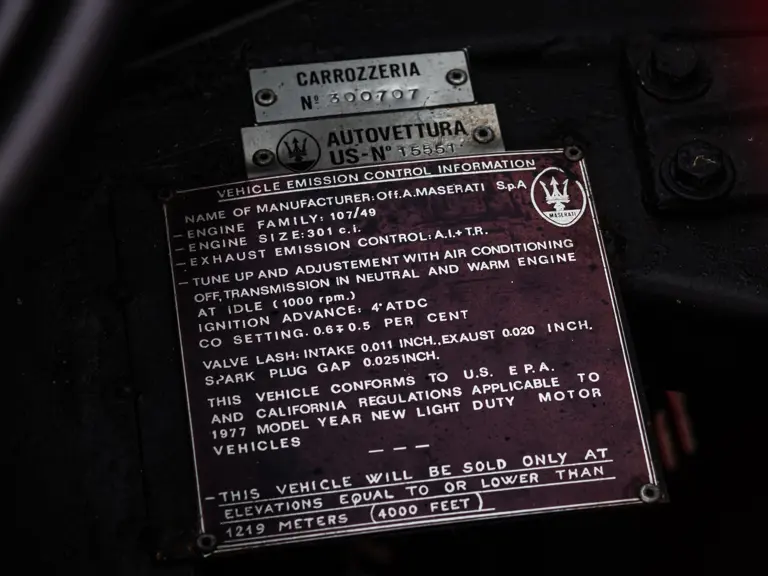 CARROZZERIA
Nº 300707
AUTOVETTURA
US-Nº 15551
VEHICLE EMISSION CONTROL INFORMATION
NAME OF MANUFACTURER: Off.A.MASERATI S.p.A
MASERATI
- ENGINE FAMILY: 107/49
- ENGINE SIZE: 301 c.i.
- EXHAUST EMISSION CONTROL: A.I.+T.R.
- TUNE UP AND ADJUSTEMENT WITH AIR CONDITIONING
OFF, TRANSMISSION IN NEUTRAL AND WARM ENGINE
AT IDLE (1000 rpm.)
IGNITION ADVANCE: 4° ATDC
CO SETTING. 0.6∓0.5 PER CENT
VALVE LASH: INTAKE 0.011 INCH., EXAUST 0.020 INCH.
SPARK PLUG GAP 0.025 INCH.
THIS VEHICLE CONFORMS TO U.S. E P.A.
AND CALIFORNIA REGULATIONS APPLICABLE TO
1977 MODEL YEAR NEW LIGHT DUTY MOTOR
VEHICLES — — —
- THIS VEHICLE WILL BE SOLD ONLY AT
ELEVATIONS EQUAL TO OR LOWER THAN
1219 METERS (4000 FEET)